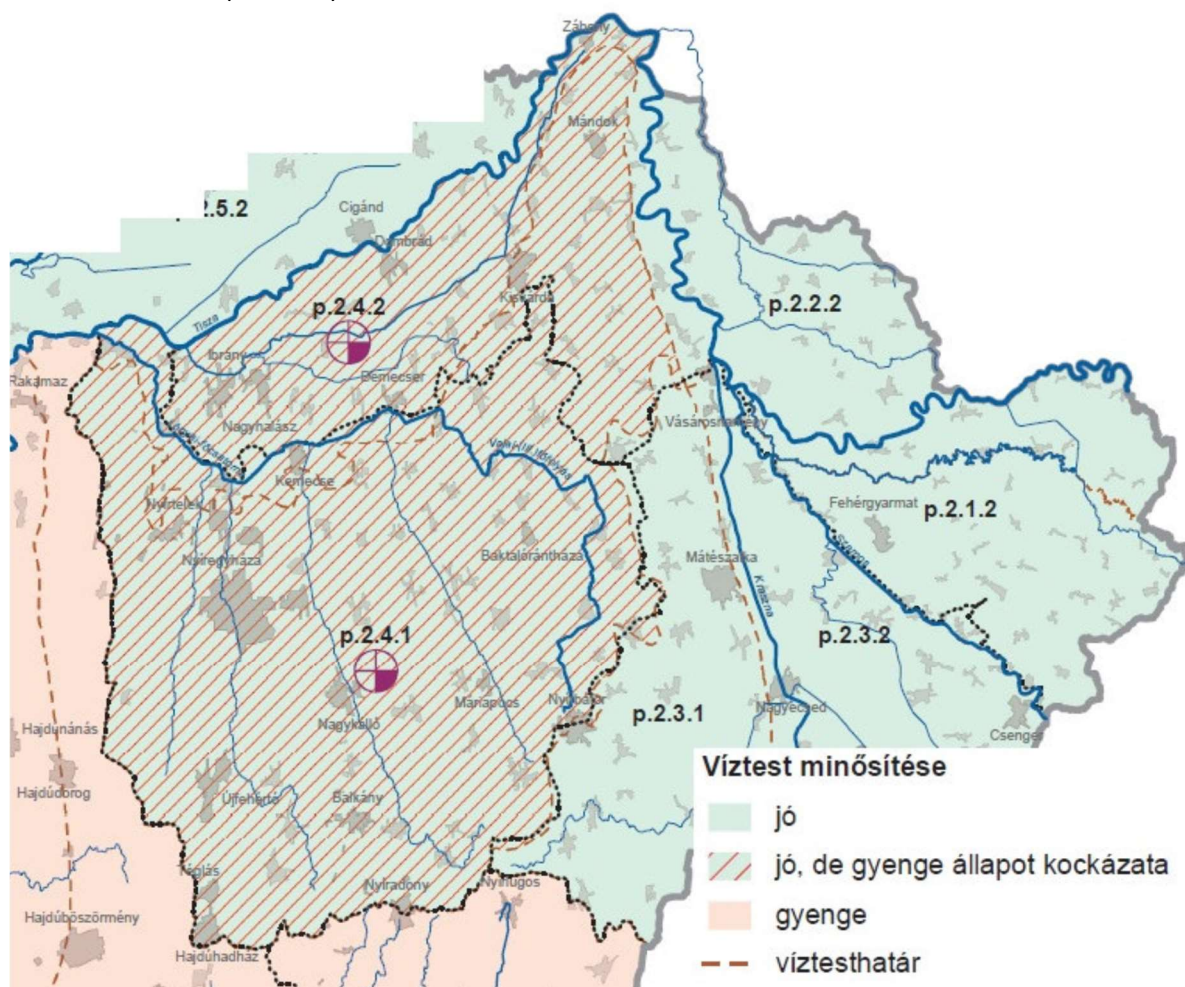 Záhony
Mándok
.2.5.2
Cigánd
Dombrád
Kisvárda
p.2.4.2
p.2.2.2
Tisza
Ibrány
Demecser
Rakamaz
Nagyhalász
Vásárosnamény
Kemecse
Nyírtelek
Fehérgyarmat
p.2.1.2
Nyíregyháza
Baktalórántháza
Mátészalka
Szamos
Kraszna
p.2.4.1
p.2.3.2
Nagykálló
Máriapócs
Nyírbátor
p.2.3.1
Nagyecsed
Csenger
Hajdúnánás
Hajdúdorog
Újfehértó
Balkány
Téglás
Nyíradony
Nyírlugos
Hajdúböszörmény
Hajdúhadház
Víztest minősítése
jó
jó, de gyenge állapot kockázata
gyenge
víztesthatár